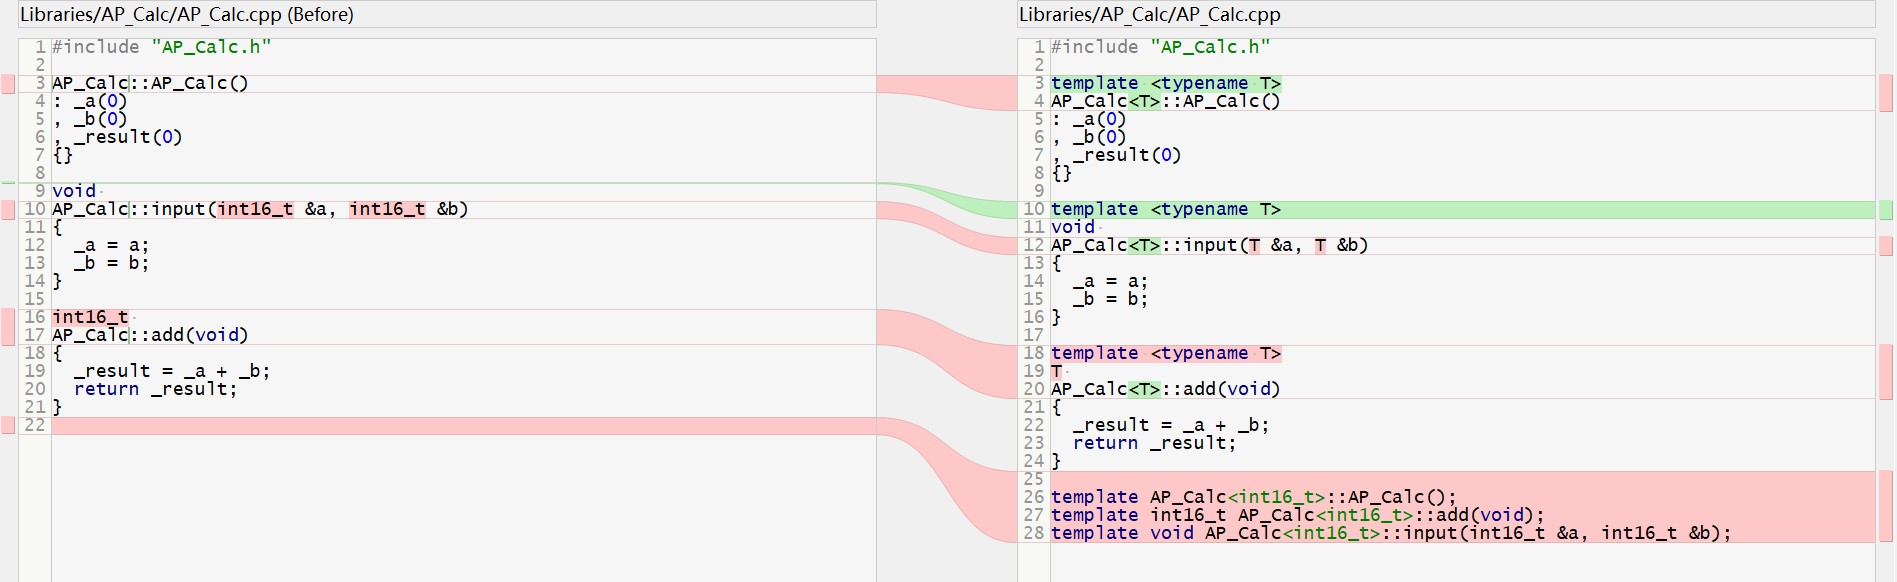 Libraries/AP_Calc/AP_Calc.cpp (Before)
1 #include "AP_Calc.h"
2
3 AP_Calc::AP_Calc()
4 : _a(0)
5 , _b(0)
6 , _result(0)
7 {}
8
9 void
10 AP_Calc::input(int16_t &a, int16_t &b)
11 {
12   _a = a;
13   _b = b;
14 }
15
16 int16_t
17 AP_Calc::add(void)
18 {
19   _result = _a + _b;
20   return _result;
21 }
22
Libraries/AP_Calc/AP_Calc.cpp
1 #include "AP_Calc.h"
2
3 template <typename T>
4 AP_Calc<T>::AP_Calc()
5 : _a(0)
6 , _b(0)
7 , _result(0)
8 {}
9
10 template <typename T>
11 void
12 AP_Calc<T>::input(T &a, T &b)
13 {
14   _a = a;
15   _b = b;
16 }
17
18 template <typename T>
19 T
20 AP_Calc<T>::add(void)
21 {
22   _result = _a + _b;
23   return _result;
24 }
25
26 template AP_Calc<int16_t>::AP_Calc();
27 template int16_t AP_Calc<int16_t>::add(void);
28 template void AP_Calc<int16_t>::input(int16_t &a, int16_t &b);